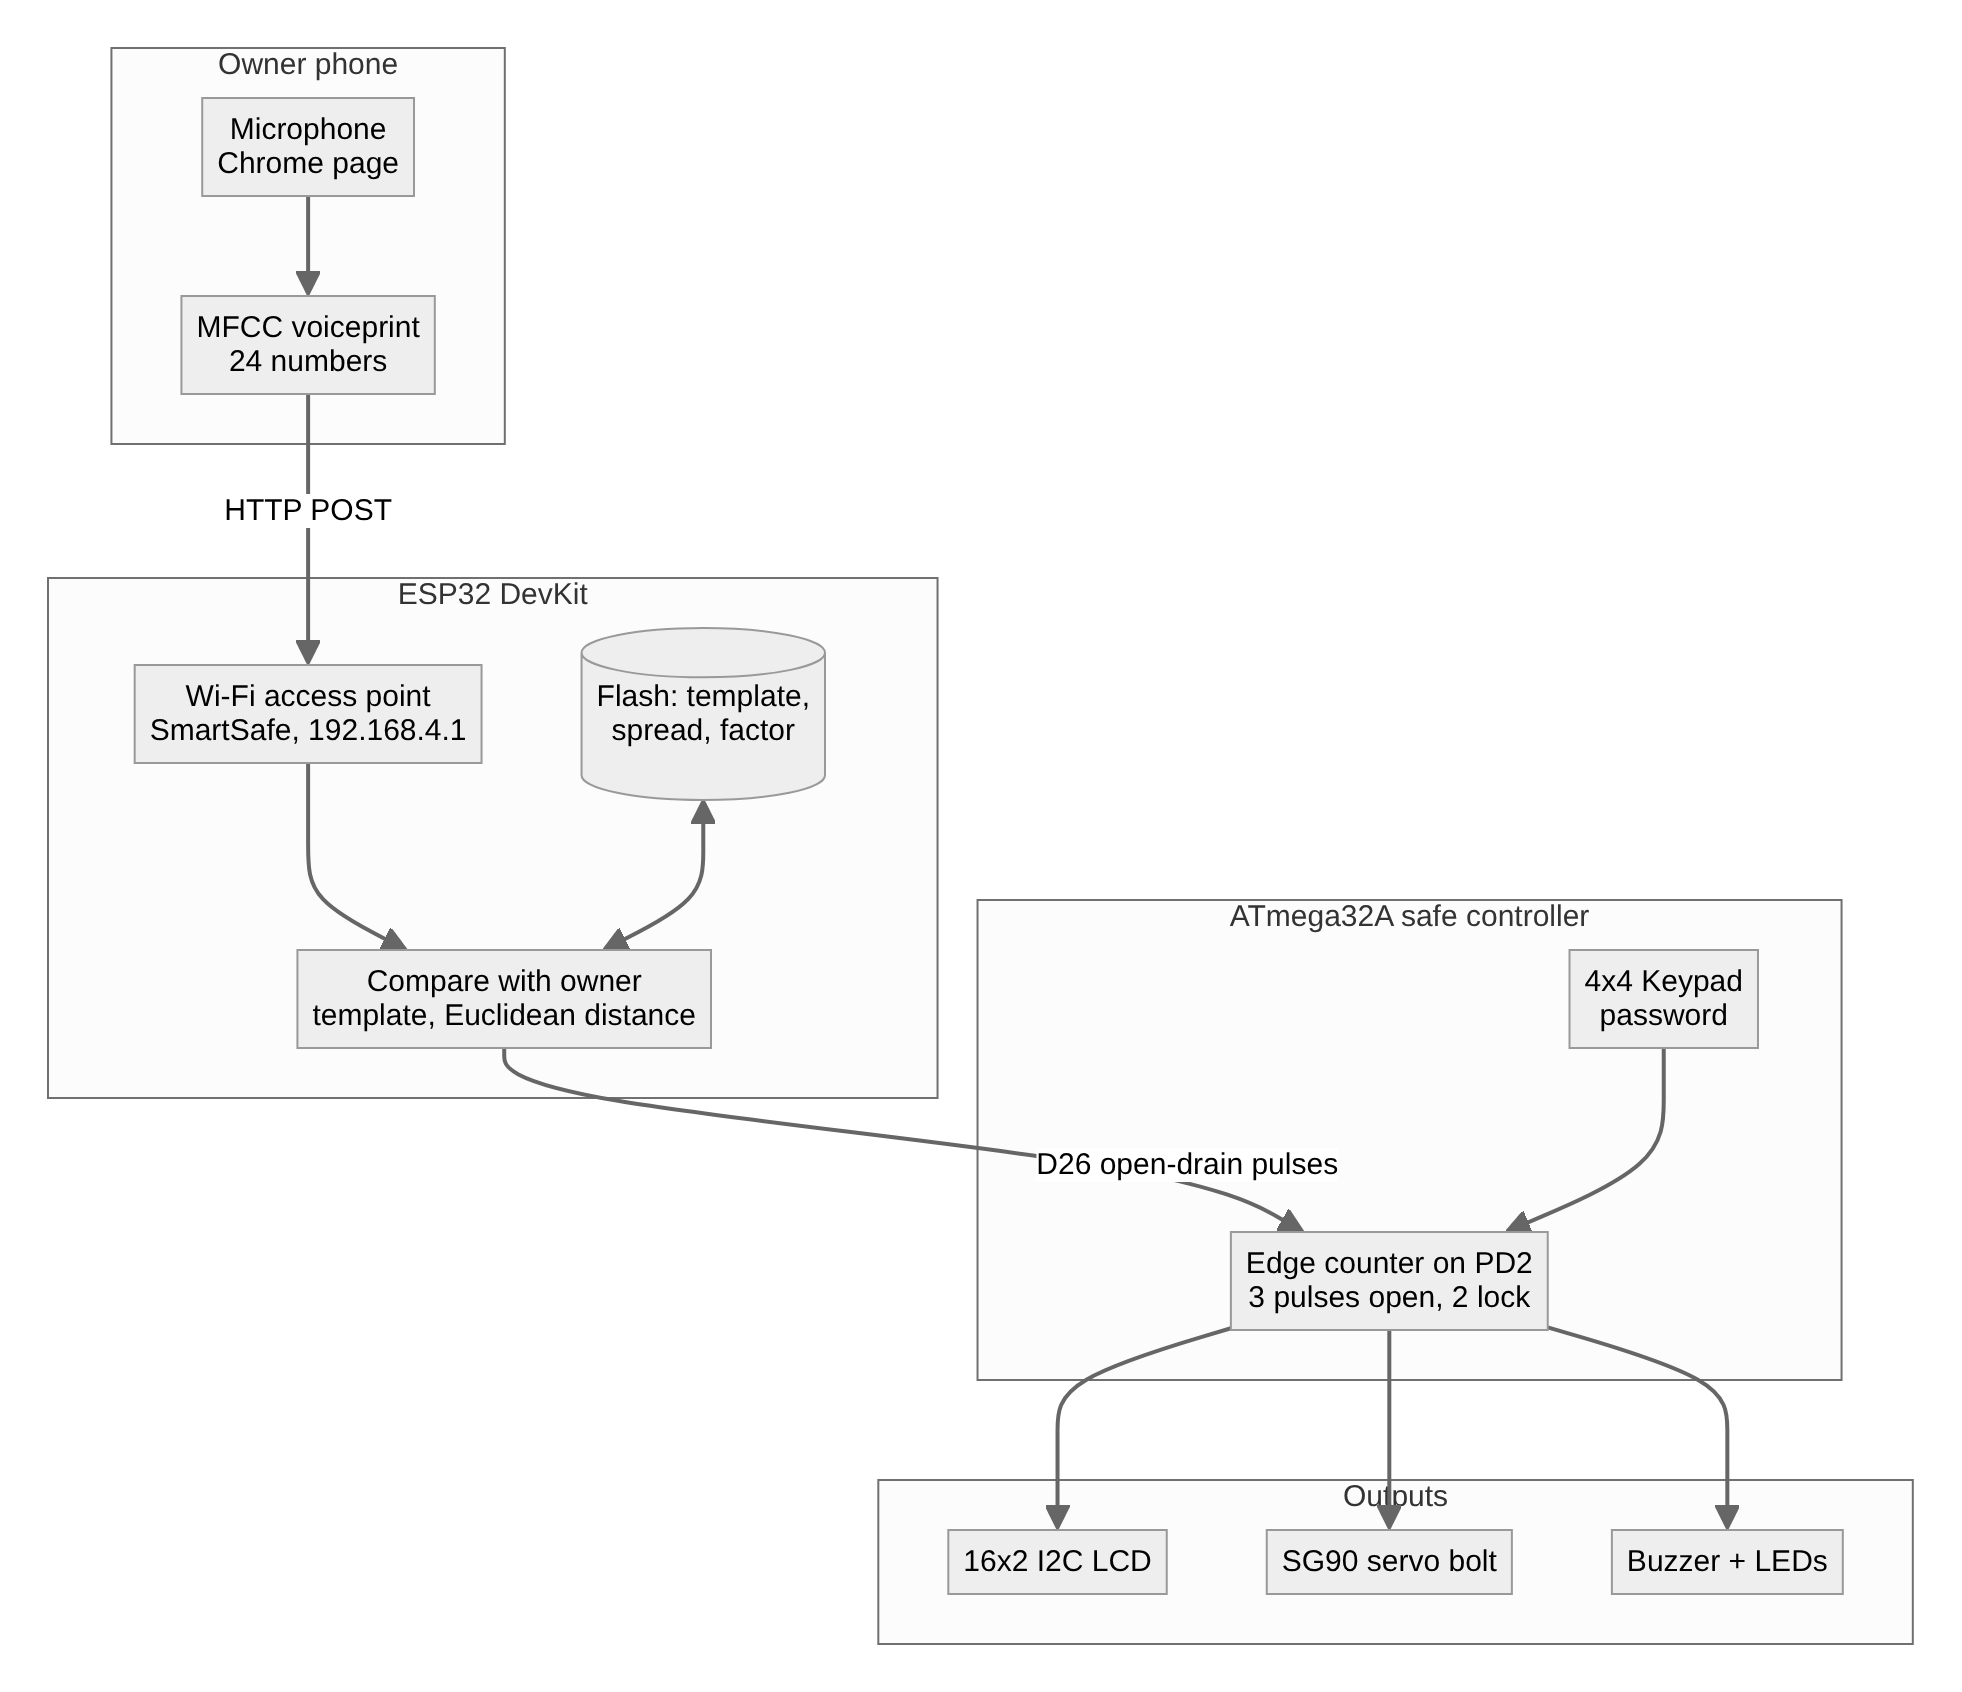 Owner phone
Microphone
Chrome page
MFCC voiceprint
24 numbers
HTTP POST
ESP32 DevKit
Wi-Fi access point
SmartSafe, 192.168.4.1
Flash: template,
spread, factor
Compare with owner
template, Euclidean distance
ATmega32A safe controller
4x4 Keypad
password
D26 open-drain pulses
Edge counter on PD2
3 pulses open, 2 lock
Outputs
16x2 I2C LCD
SG90 servo bolt
Buzzer + LEDs